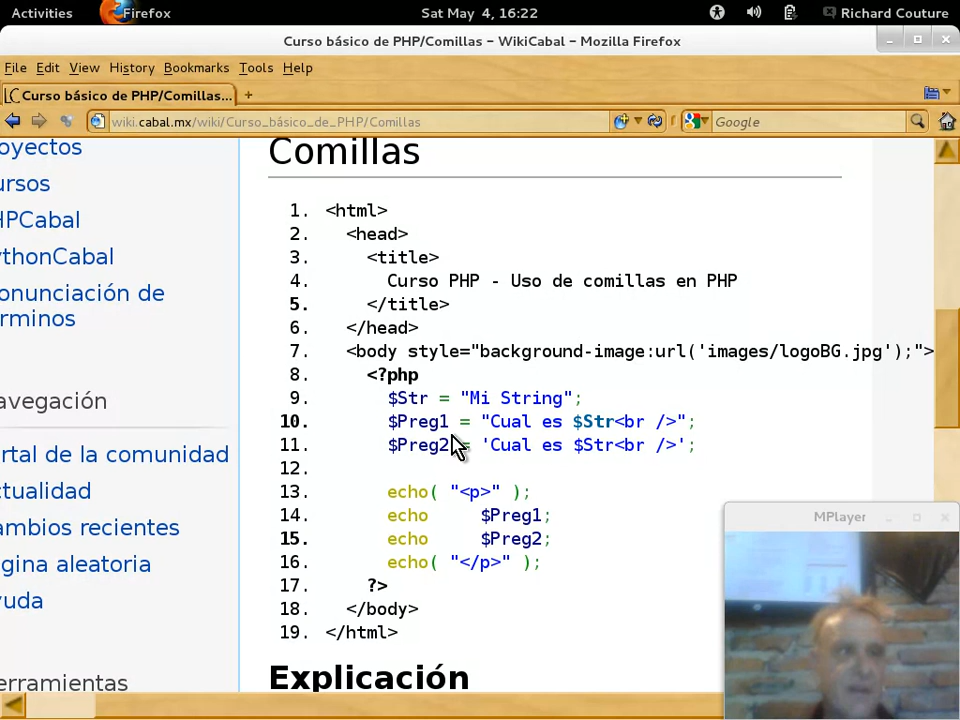 Activities Firefox Sat May 4, 16:22 Richard Couture
Curso básico de PHP/Comillas – WikiCabal – Mozilla Firefox
File Edit View History Bookmarks Tools Help
Curso básico de PHP/Comillas... +
wiki.cabal.mx/wiki/Curso_básico_de_PHP/Comillas Google
oyectos
ursos
HPCabal
ythonCabal
onunciación de
rminos
avegación
rtal de la comunidad
ctualidad
ambios recientes
gina aleatoria
yuda
erramientas
Comillas
1. <html>
2. <head>
3. <title>
4. Curso PHP - Uso de comillas en PHP
5. </title>
6. </head>
7. <body style="background-image:url('images/logoBG.jpg');">
8. <?php
9. $Str = "Mi String";
10. $Preg1 = "Cual es $Str<br />";
11. $Preg2 = 'Cual es $Str<br />';
12.
13. echo( "<p>" );
14. echo $Preg1;
15. echo $Preg2;
16. echo( "</p>" );
17. ?>
18. </body>
19. </html>
Explicación
MPlayer